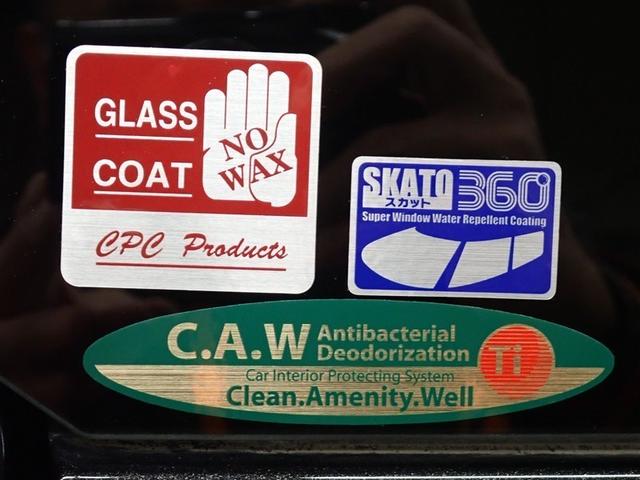 GLASS
COAT
NO
WAX
CPC Products
SKATO 360°
スカット
Super Window Water Repellent Coating
C.A.W Antibacterial
Deodorization
Ti
Car Interior Protecting System
Clean.Amenity.Well